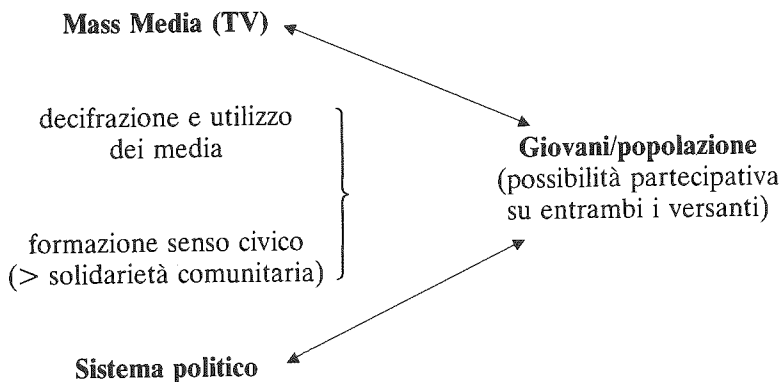 Mass Media (TV)
decifrazione e utilizzo
dei media
formazione senso civico
(> solidarietà comunitaria)
Sistema politico
Giovani/popolazione
(possibilità partecipativa
su entrambi i versanti)